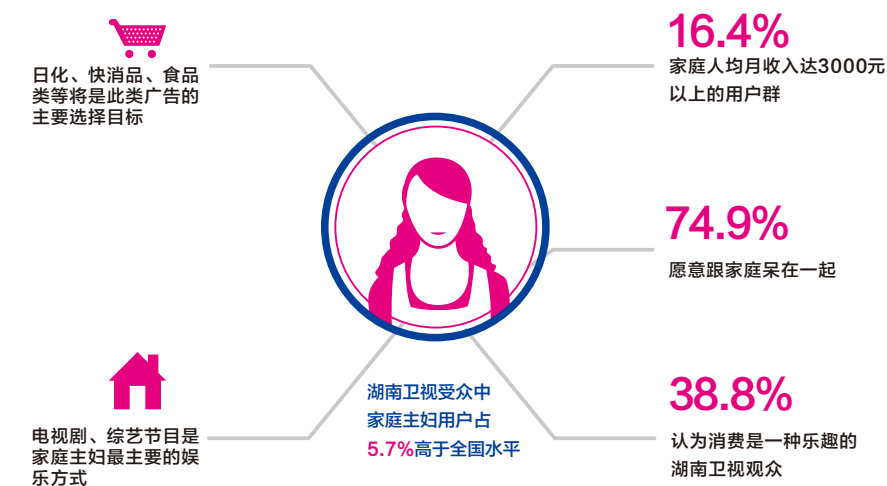 日化、快消品、食品
类等将是此类广告的
主要选择目标
16.4%
家庭人均月收入达3000元
以上的用户群
74.9%
愿意跟家庭呆在一起
电视剧、综艺节目是
家庭主妇最主要的娱
乐方式
湖南卫视受众中
家庭主妇用户占
5.7%高于全国水平
38.8%
认为消费是一种乐趣的
湖南卫视观众